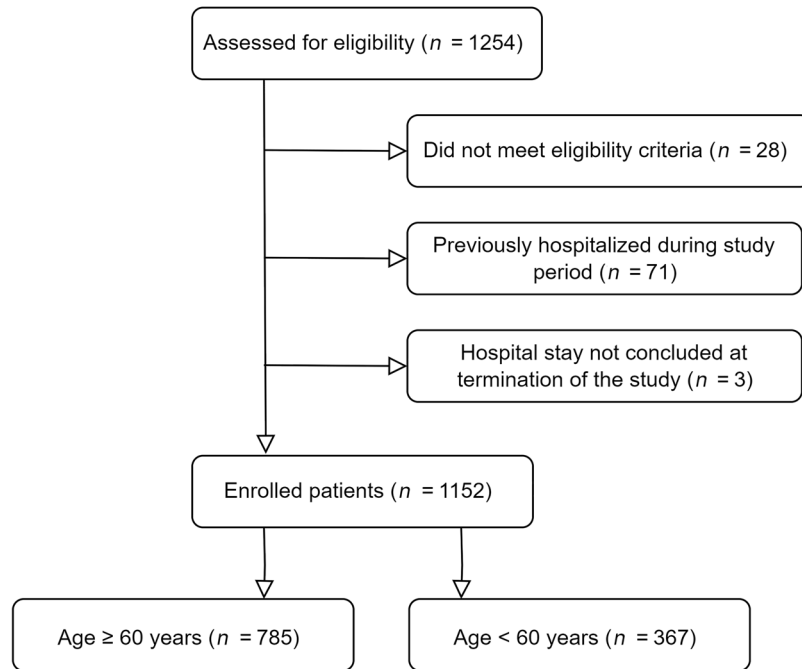 Assessed for eligibility (n = 1254)
Did not meet eligibility criteria (n = 28)
Previously hospitalized during study
period (n = 71)
Hospital stay not concluded at
termination of the study (n = 3)
Enrolled patients (n = 1152)
Age ≥ 60 years (n = 785)
Age < 60 years (n = 367)